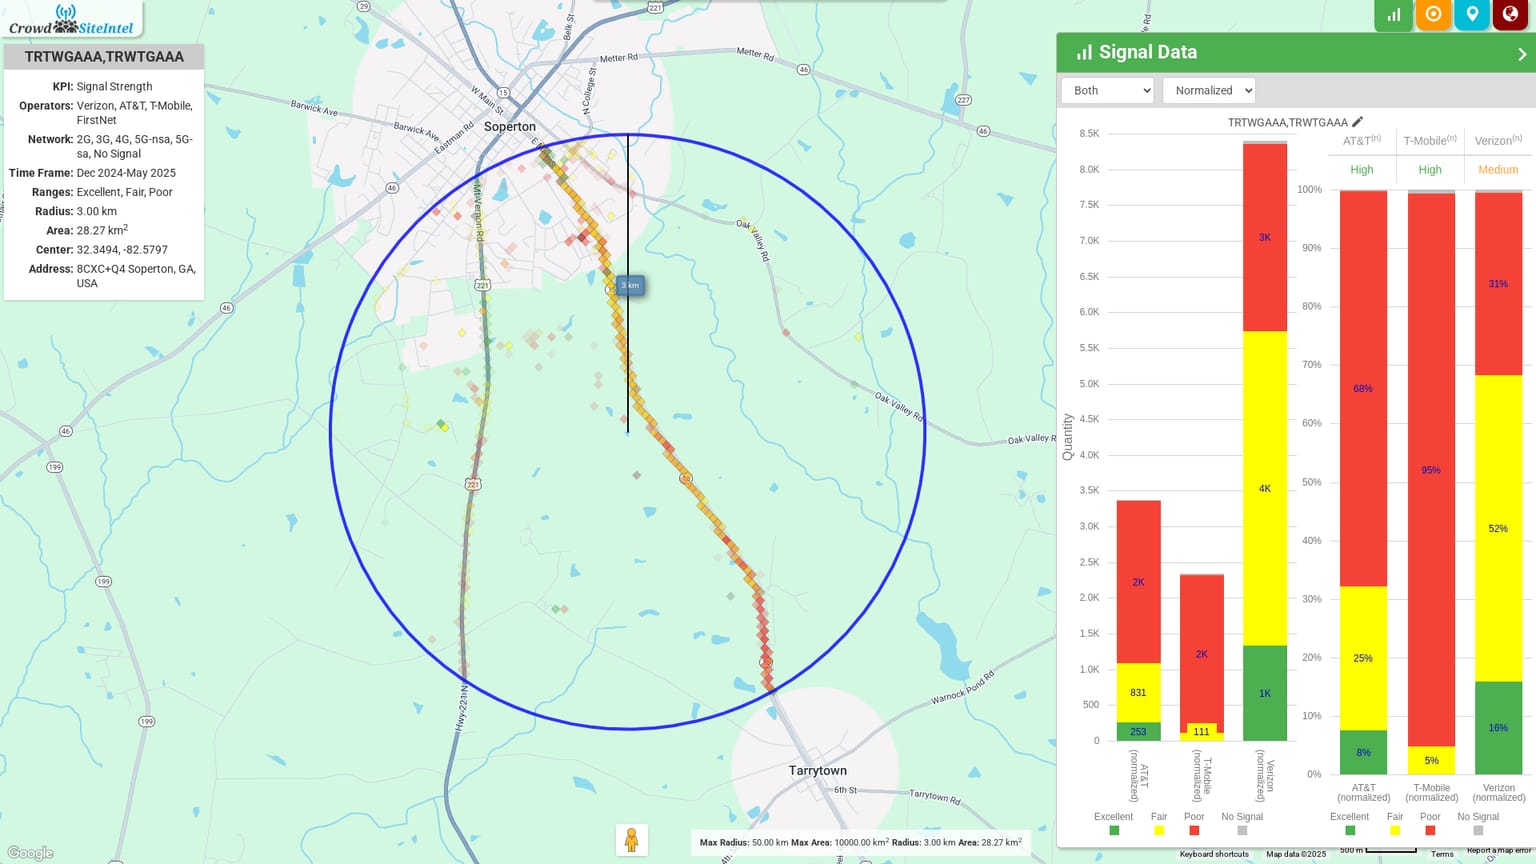 CrowdSiteIntel
TRTWGAAA,TRWTGAAA
KPI: Signal Strength
Operators: Verizon, AT&T, T-Mobile,
FirstNet
Network: 2G, 3G, 4G, 5G-nsa, 5G-
sa, No Signal
Time Frame: Dec 2024-May 2025
Ranges: Excellent, Fair, Poor
Radius: 3.00 km
Area: 28.27 km2
Center: 32.3494, -82.5797
Address: 8CXC+Q4 Soperton, GA,
USA
29
221
Belk St
Metter Rd
Metter Rd
46
227
46
15
W Main St
N College St
Barwick Ave
Barwick Ave
Eastman Rd
Soperton
46
Mt Vernon Rd
Oak Valley Rd
221
3 km
46
Oak Valley Rd
Oak Valley R
46
199
221
199
199
Hwy 221 N
Warnock Pond Rd
Tarrytown
6th St
Tarrytown Rd
Google
Max Radius: 50.00 km Max Area: 10000.00 km2 Radius: 3.00 km Area: 28.27 km2
Keyboard shortcuts
Map data ©2025
500 m
Terms
Report a map error
Signal Data
Both
Normalized
TRTWGAAA,TRWTGAAA
Quantity
8.5K
8.0K
7.5K
7.0K
6.5K
6.0K
5.5K
5.0K
4.5K
4.0K
3.5K
3.0K
2.5K
2.0K
1.5K
1.0K
500
0
2K
831
253
2K
111
3K
4K
1K
AT&T
(normalized)
T-Mobile
(normalized)
Verizon
(normalized)
Excellent
Fair
Poor
No Signal
AT&T(n)
T-Mobile(n)
Verizon(n)
High
High
Medium
100%
90%
80%
70%
60%
50%
40%
30%
20%
10%
0%
68%
25%
8%
95%
5%
31%
52%
16%
AT&T
(normalized)
T-Mobile
(normalized)
Verizon
(normalized)
Excellent
Fair
Poor
No Signal